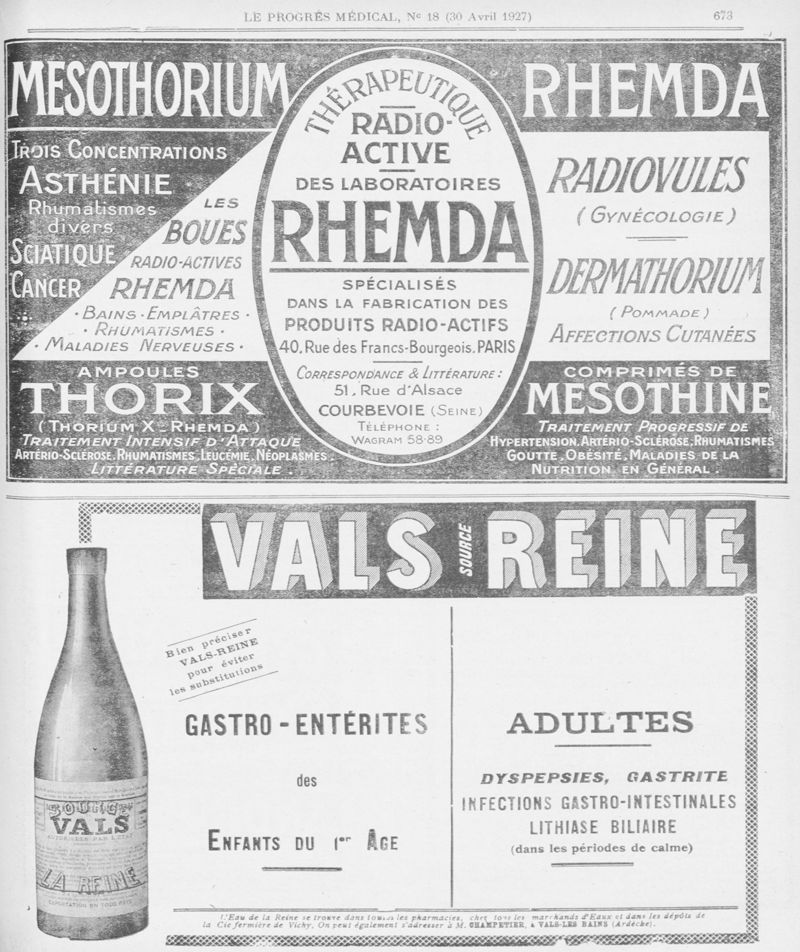 LE PROGRÈS MÉDICAL, Nº 18 (30 Avril 1927) 673
MESOTHORIUM
RHEMDA
TROIS CONCENTRATIONS
ASTHÉNIE
Rhumatismes
divers
SCIATIQUE
CANCER
LES
BOUES
RADIO-ACTIVES
RHEMDA
· BAINS · EMPLÂTRES ·
· RHUMATISMES ·
· MALADIES NERVEUSES ·
THÉRAPEUTIQUE
RADIO-
ACTIVE
DES LABORATOIRES
RHEMDA
SPÉCIALISÉS
DANS LA FABRICATION DES
PRODUITS RADIO-ACTIFS
40, Rue des Francs-Bourgeois. PARIS
CORRESPONDANCE & LITTÉRATURE :
51, Rue d'Alsace
COURBEVOIE (SEINE)
TÉLÉPHONE :
WAGRAM 58-89
RADIOVULES
(GYNÉCOLOGIE)
DERMATHORIUM
(POMMADE)
AFFECTIONS CUTANÉES
AMPOULES
THORIX
(THORIUM X_RHEMDA)
TRAITEMENT INTENSIF D'ATTAQUE
ARTÉRIO-SCLÉROSE, RHUMATISMES, LEUCÉMIE, NÉOPLASMES.
LITTÉRATURE SPÉCIALE.
COMPRIMÉS DE
MESOTHINE
TRAITEMENT PROGRESSIF DE
HYPERTENSION, ARTÉRIO-SCLÉROSE, RHUMATISMES
GOUTTE, OBÉSITÉ, MALADIES DE LA
NUTRITION EN GÉNÉRAL.
VALS SOURCE REINE
Bien préciser
VALS-REINE
pour éviter
les substitutions
GASTRO-ENTÉRITES
des
ENFANTS DU 1er AGE
ADULTES
DYSPEPSIES, GASTRITE
INFECTIONS GASTRO-INTESTINALES
LITHIASE BILIAIRE
(dans les périodes de calme)
SOURCE
VALS
LA REINE
L'Eau de la Reine se trouve dans toutes les pharmacies, chez tous les marchands d'Eaux et dans les dépôts de
la Cie fermière de Vichy. On peut également s'adresser à M. CHAMPETIER, à VALS-LES BAINS (Ardèche).